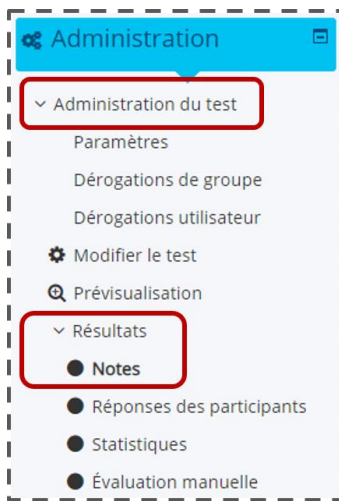 Administration
Administration du test
Paramètres
Dérogations de groupe
Dérogations utilisateur
Modifier le test
Prévisualisation
Résultats
Notes
Réponses des participants
Statistiques
Évaluation manuelle